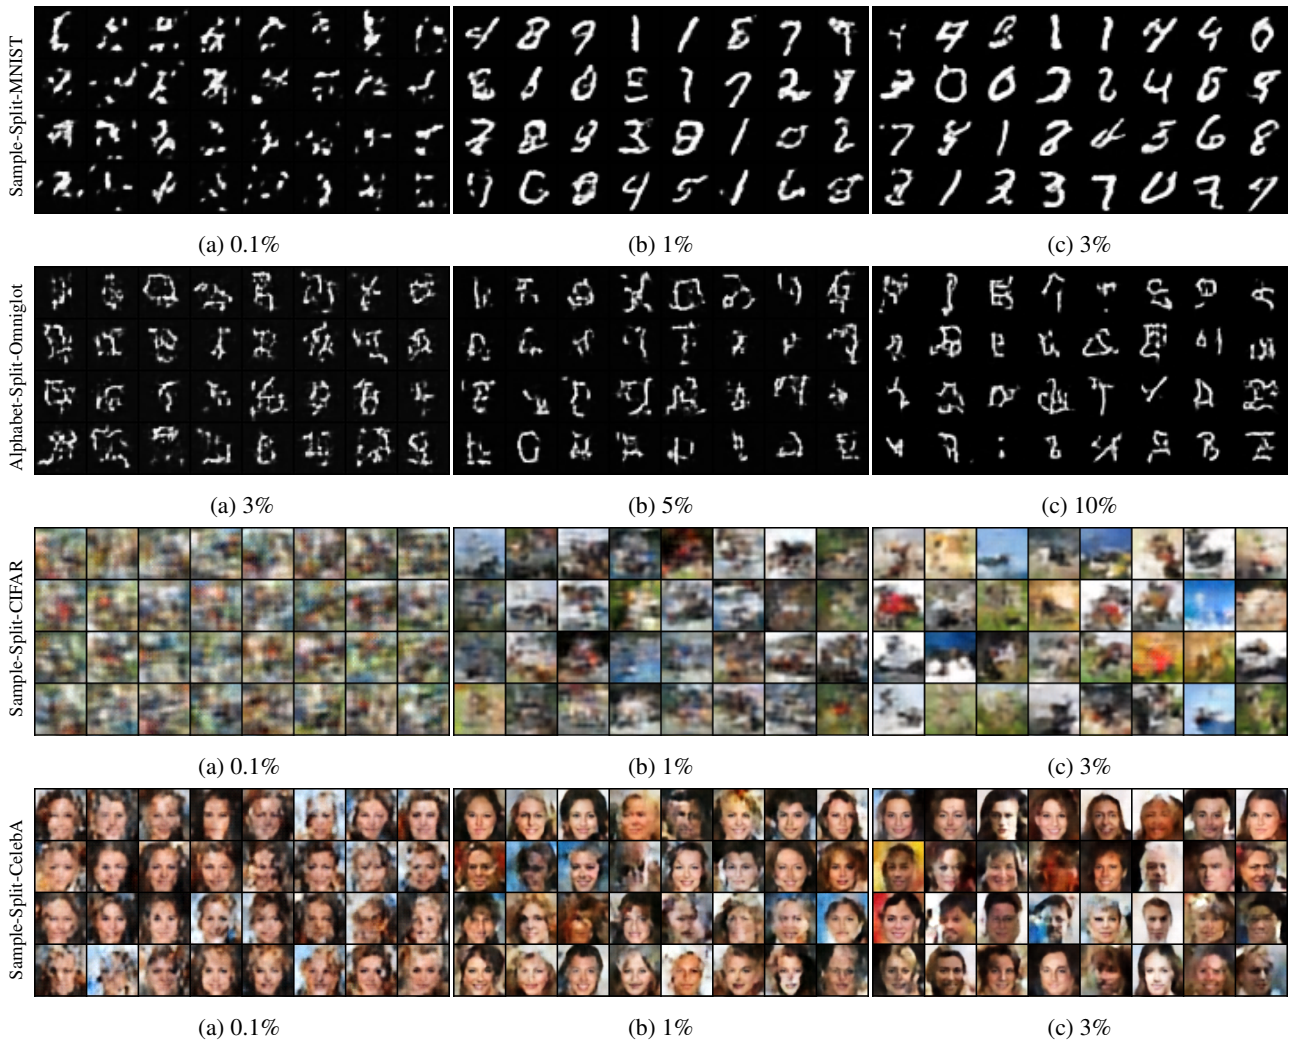 Sample-Split-MNIST
(a) 0.1%
(b) 1%
(c) 3%
Alphabet-Split-Omniglot
(a) 3%
(b) 5%
(c) 10%
Sample-Split-CIFAR
(a) 0.1%
(b) 1%
(c) 3%
Sample-Split-CelebA
(a) 0.1%
(b) 1%
(c) 3%